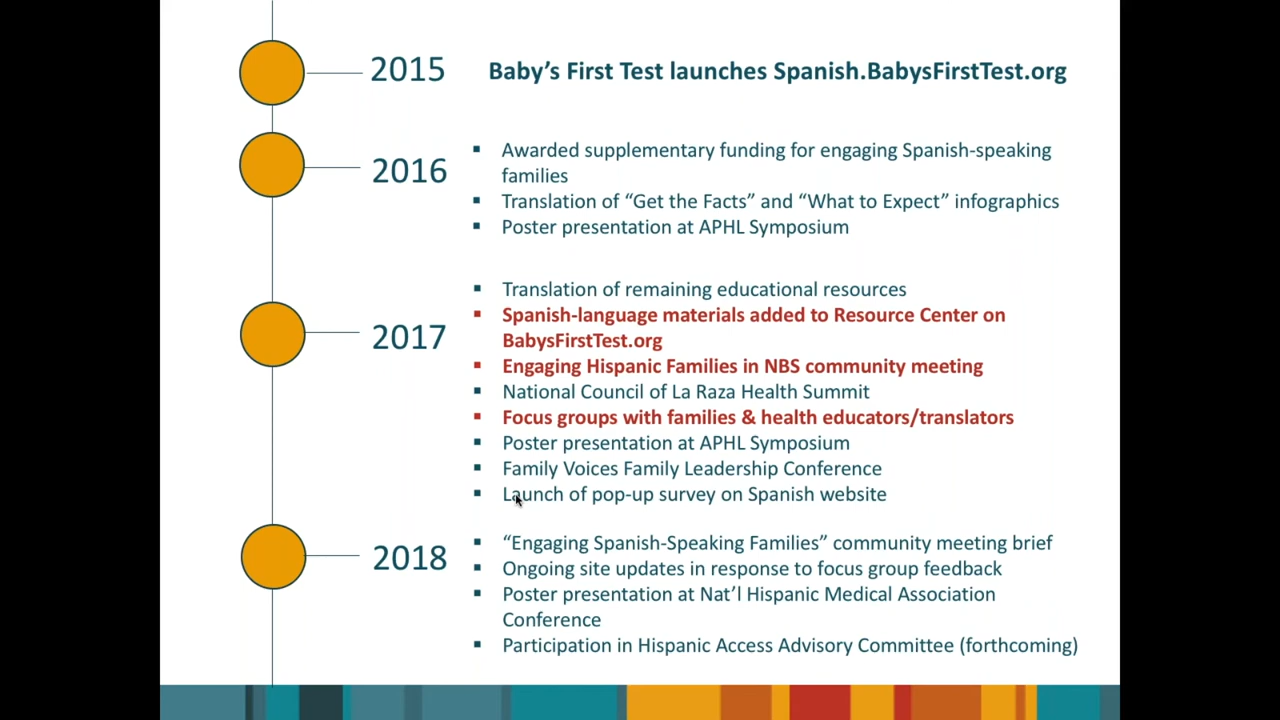 2015
Baby’s First Test launches Spanish.BabysFirstTest.org
2016
▪ Awarded supplementary funding for engaging Spanish-speaking
families
▪ Translation of “Get the Facts” and “What to Expect” infographics
▪ Poster presentation at APHL Symposium
2017
▪ Translation of remaining educational resources
▪ Spanish-language materials added to Resource Center on
BabysFirstTest.org
▪ Engaging Hispanic Families in NBS community meeting
▪ National Council of La Raza Health Summit
▪ Focus groups with families & health educators/translators
▪ Poster presentation at APHL Symposium
▪ Family Voices Family Leadership Conference
▪ Launch of pop-up survey on Spanish website
2018
▪ “Engaging Spanish-Speaking Families” community meeting brief
▪ Ongoing site updates in response to focus group feedback
▪ Poster presentation at Nat’l Hispanic Medical Association
Conference
▪ Participation in Hispanic Access Advisory Committee (forthcoming)